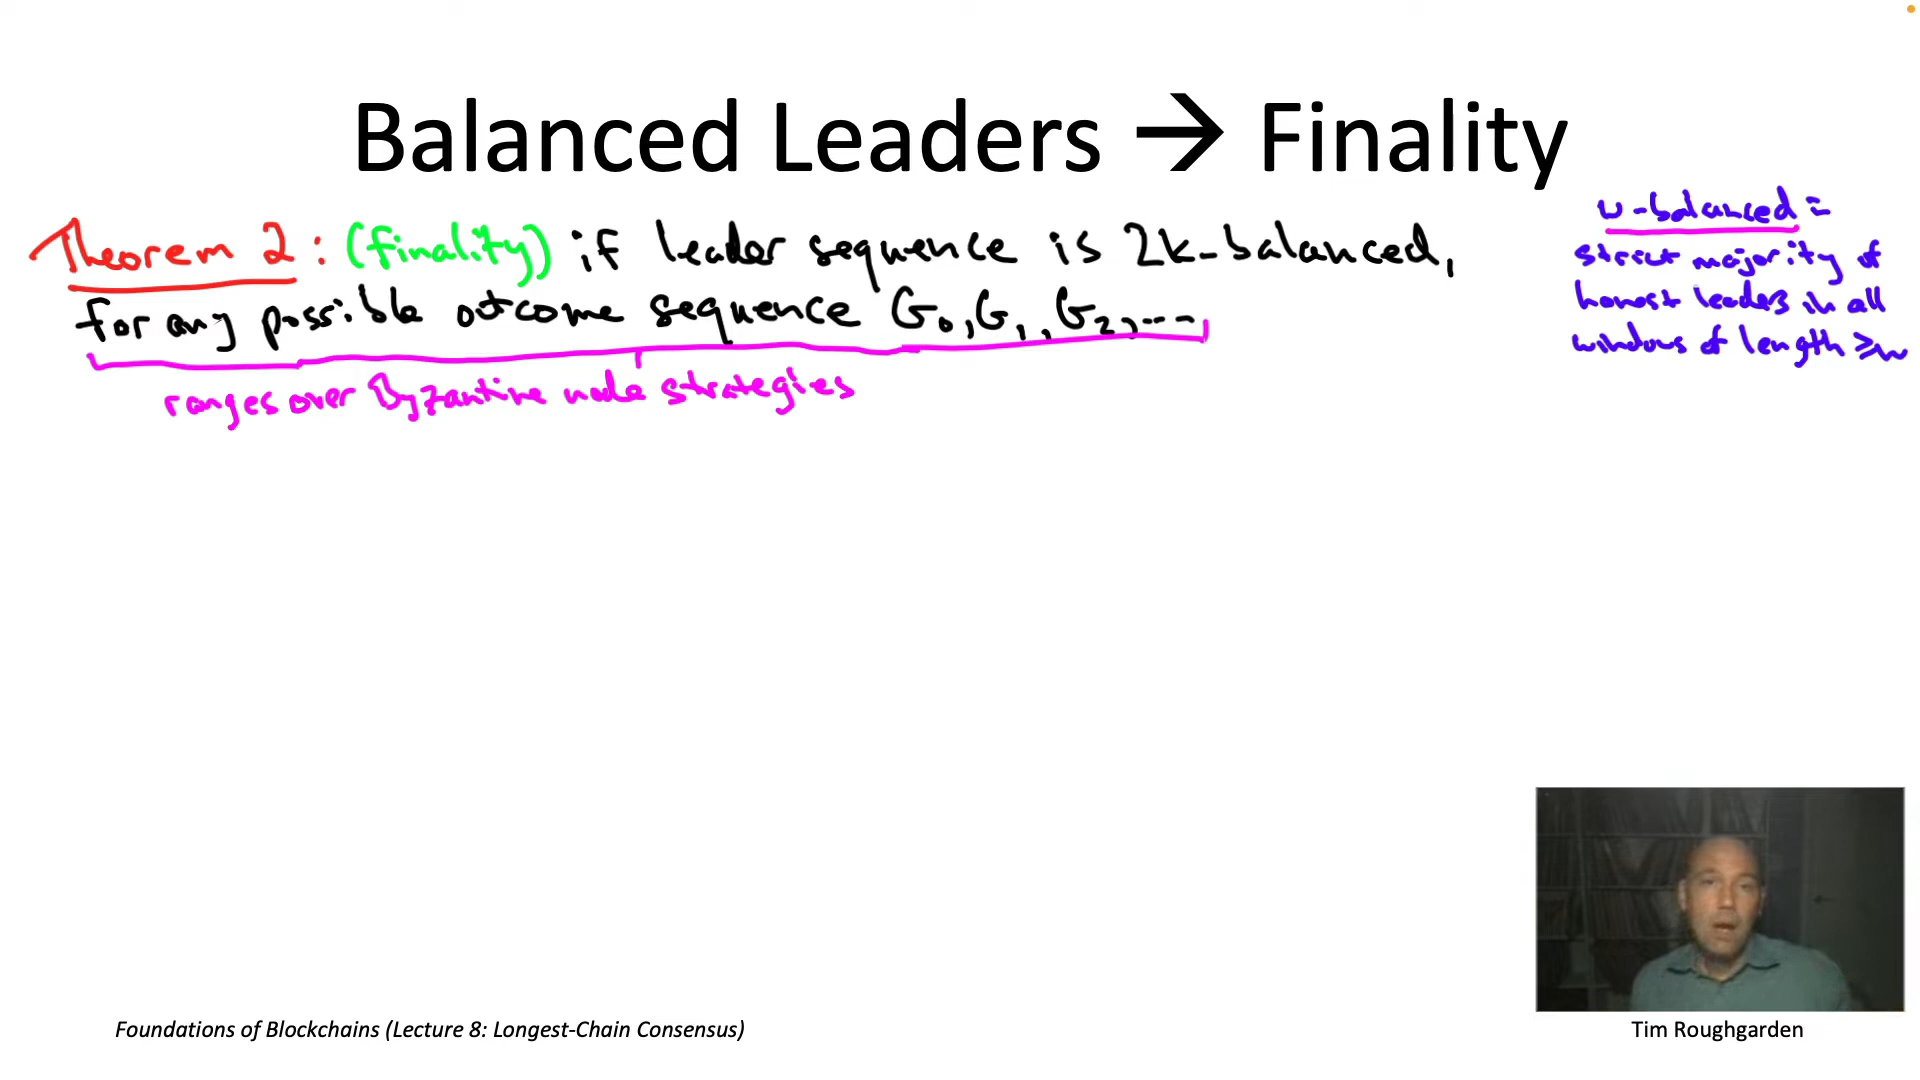 Balanced Leaders → Finality
Theorem 2: (finality) if leader sequence is 2k-balanced,
for any possible outcome sequence G₀,G₁,G₂,...,
ranges over Byzantine node strategies
w-balanced =
strict majority of
honest leaders in all
windows of length ≥w
Foundations of Blockchains (Lecture 8: Longest-Chain Consensus)
Tim Roughgarden